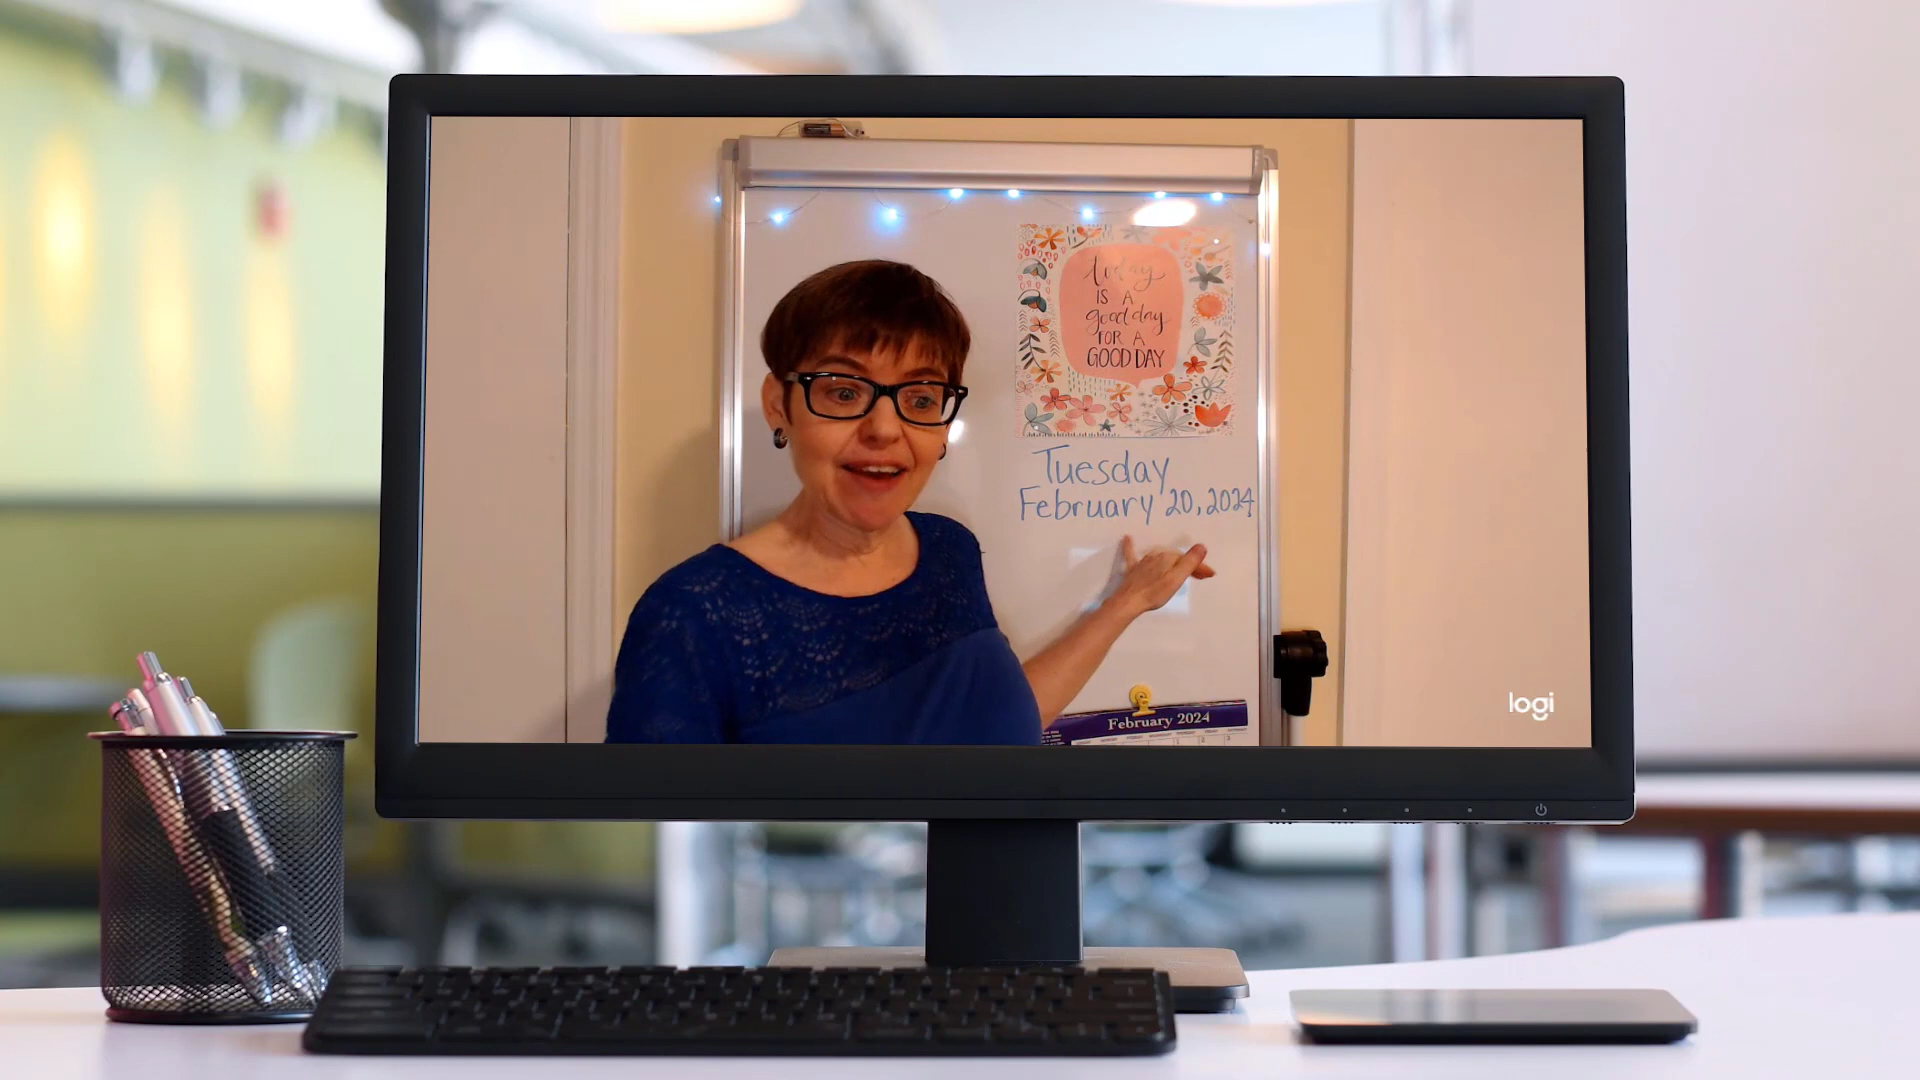 today
IS A
good day
FOR A
GOOD DAY
Tuesday
February 20, 2024
February 2024
logi